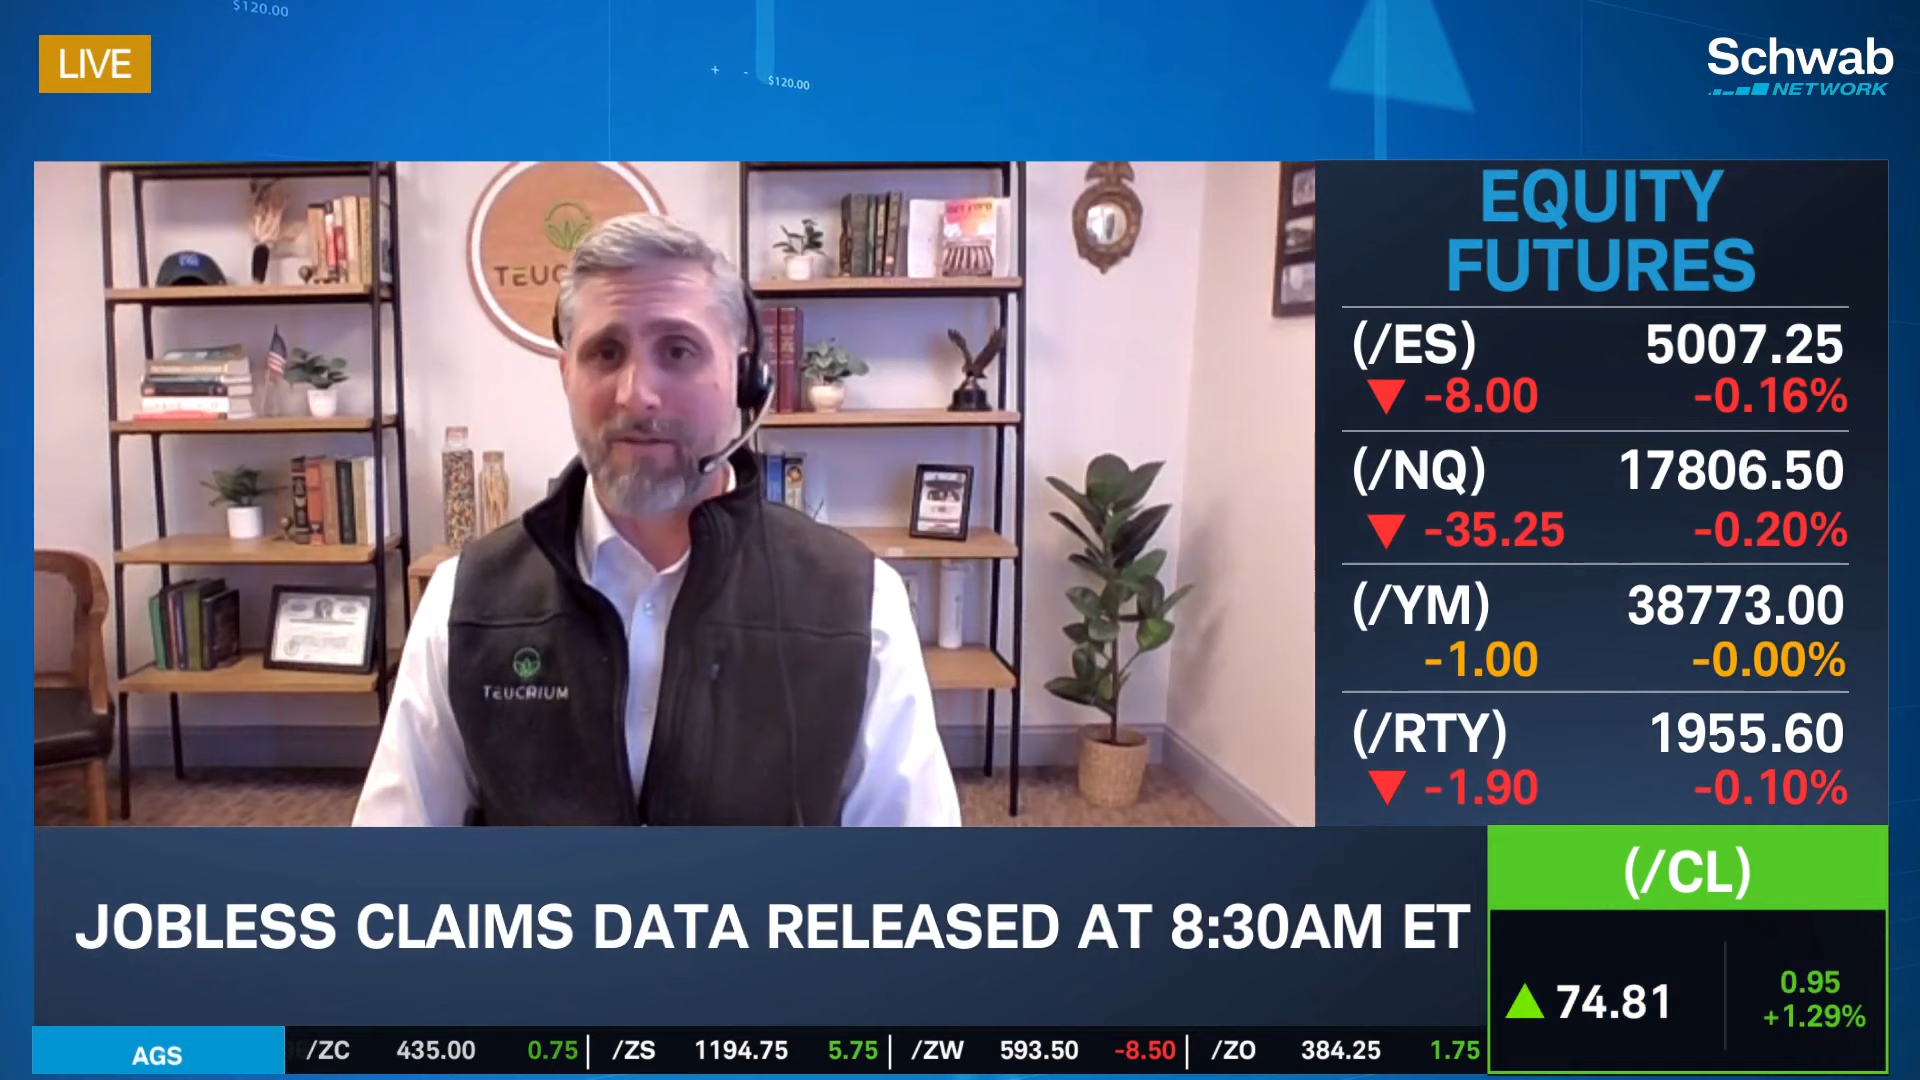 $120.00
LIVE
+ - $120.00
Schwab
NETWORK
TEUC
TEUCRIUM
EQUITY
FUTURES
(/ES) 5007.25
▼ -8.00 -0.16%
(/NQ) 17806.50
▼ -35.25 -0.20%
(/YM) 38773.00
-1.00 -0.00%
(/RTY) 1955.60
▼ -1.90 -0.10%
JOBLESS CLAIMS DATA RELEASED AT 8:30AM ET
(/CL)
▲ 74.81
0.95
+1.29%
AGS
/ZC 435.00 0.75 | /ZS 1194.75 5.75 | /ZW 593.50 -8.50 | /ZO 384.25 1.75